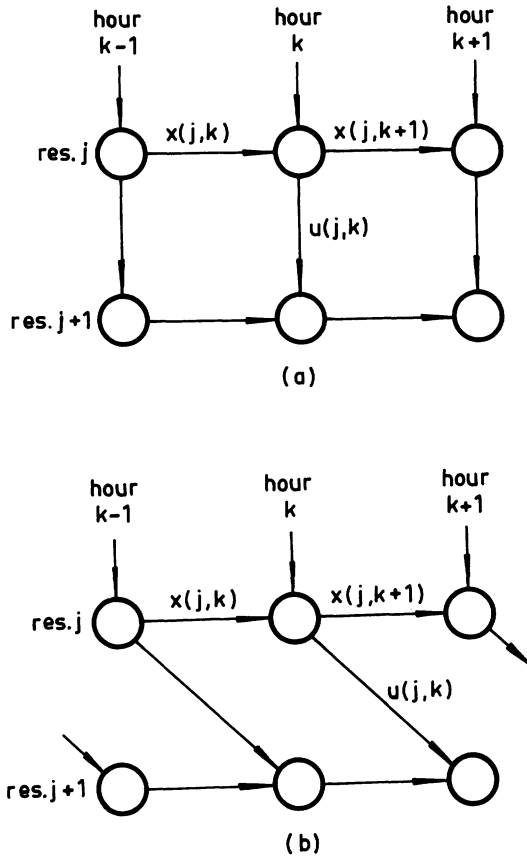 hour hour hour
k-1 k k+1
x(j,k) x(j,k+1)
res.j
u(j,k)
res.j+1
(a)
hour hour hour
k-1 k k+1
x(j,k) x(j,k+1)
res.j
u(j,k)
res.j+1
(b)